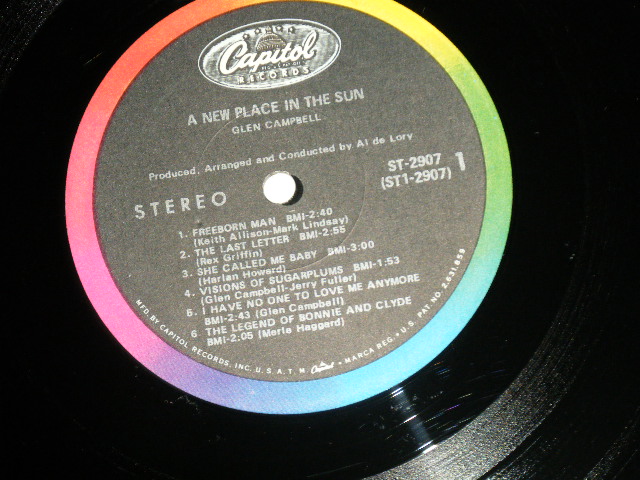 Capitol
RECORDS
A NEW PLACE IN THE SUN
GLEN CAMPBELL
Produced, Arranged and Conducted by Al de Lory
STEREO
ST-2907
(ST1-2907) 1
1. FREEBORN MAN BMI-2:40
(Keith Allison-Mark Lindsay)
2. THE LAST LETTER BMI-2:55
(Rex Griffin)
3. SHE CALLED ME BABY BMI-3:00
(Harlan Howard)
4. VISIONS OF SUGARPLUMS BMI-1:53
(Glen Campbell-Jerry Fuller)
5. I HAVE NO ONE TO LOVE ME ANYMORE
BMI-2:43 (Glen Campbell)
6. THE LEGEND OF BONNIE AND CLYDE
BMI-2:05 (Merle Haggard)
MFD. BY CAPITOL RECORDS, INC. U.S.A. T.M. Capitol MARCA REG. • U.S. PAT. NO. 2,631,859